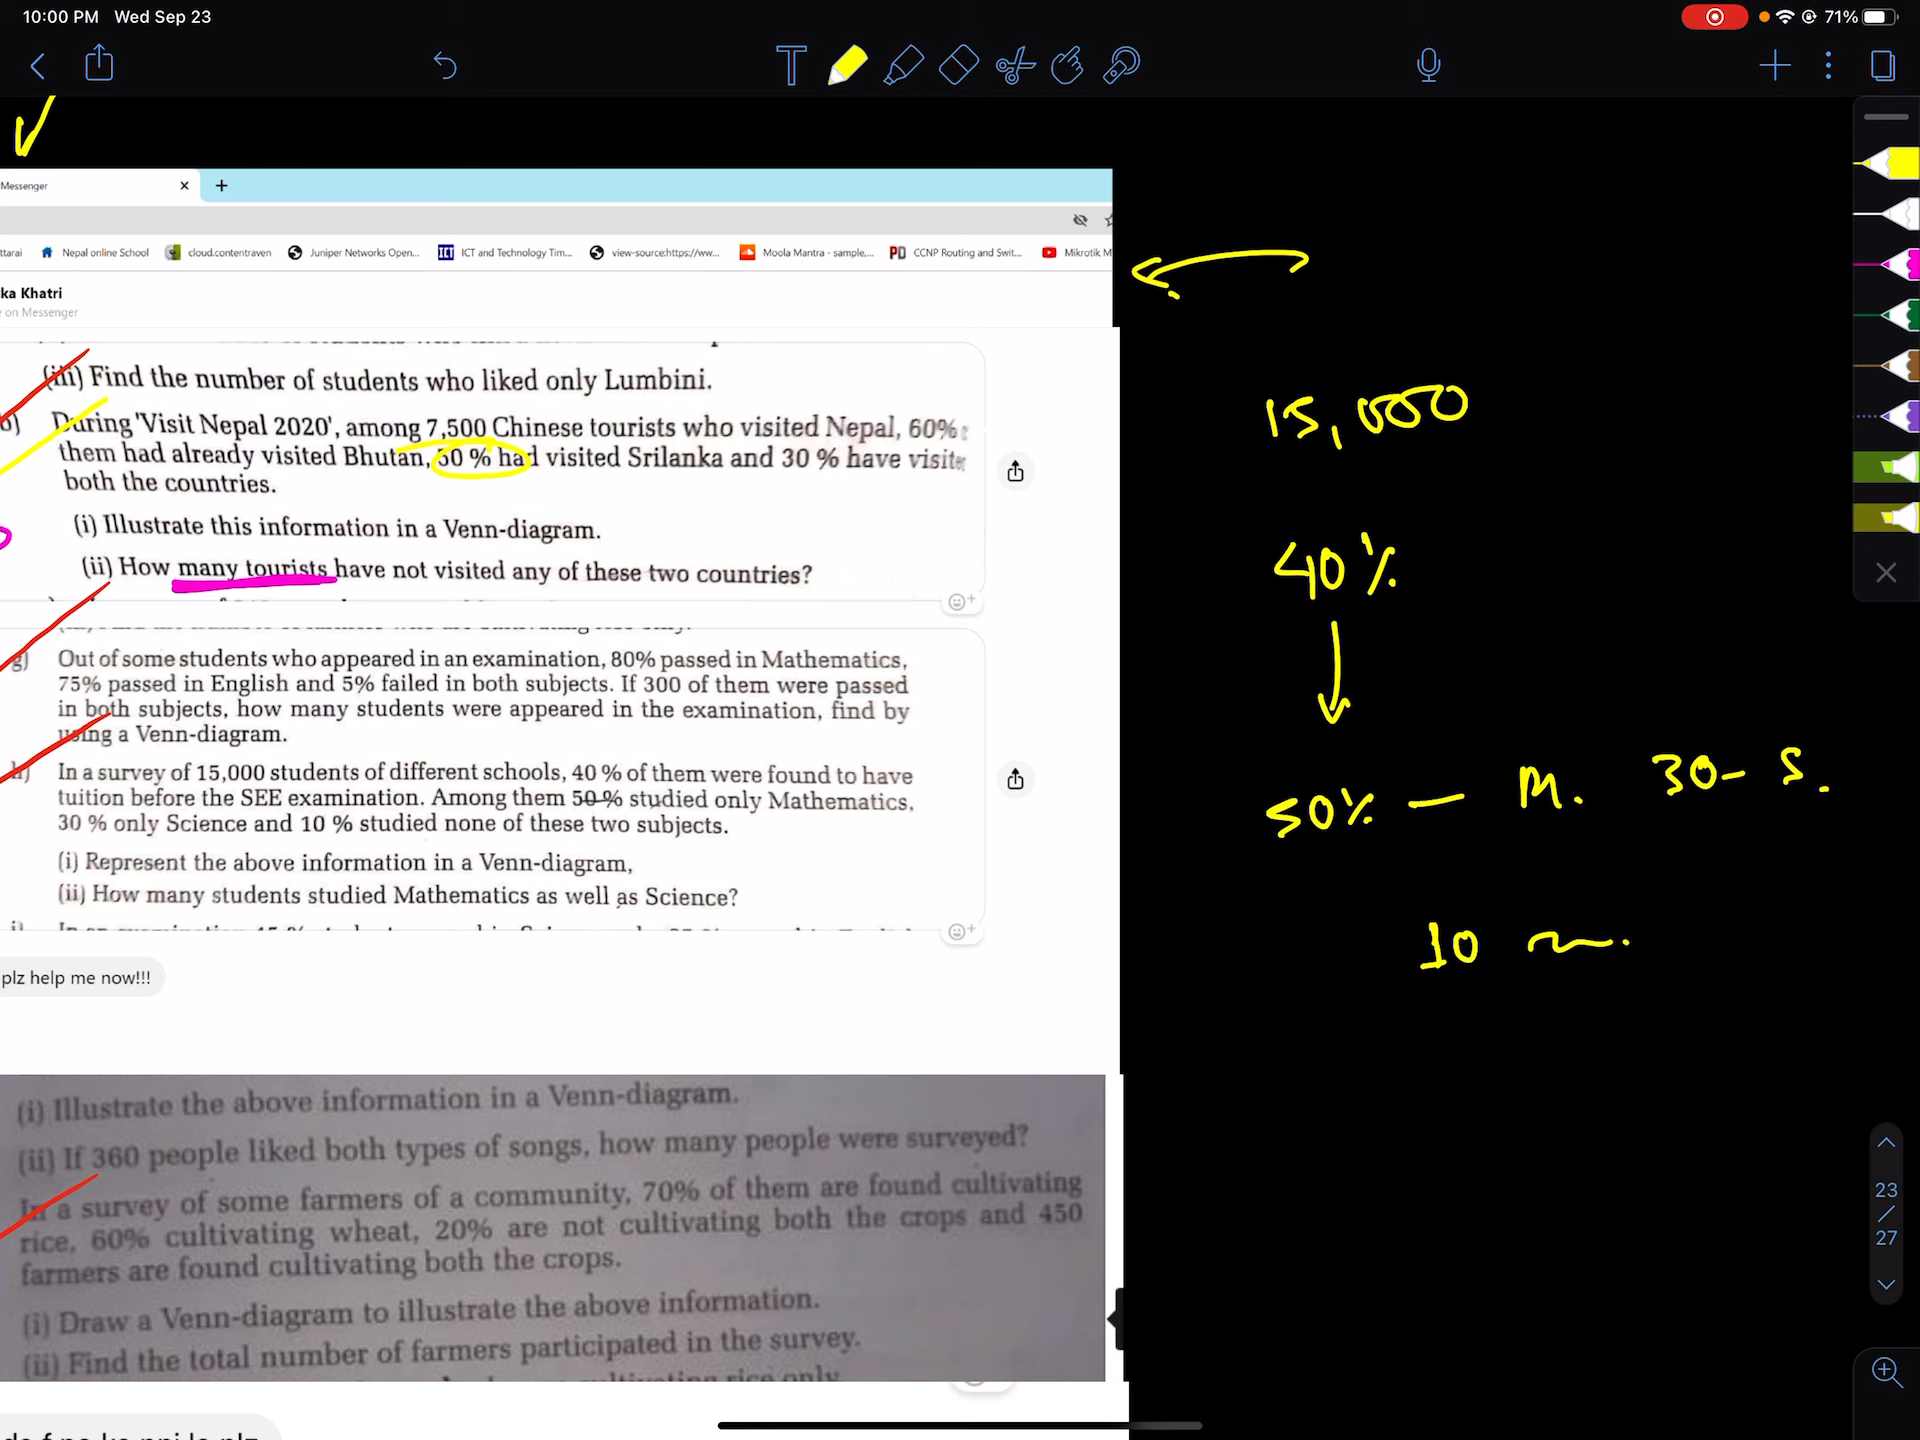 10:00 PM Wed Sep 23
71%
Messenger
Nepal online School
cloud.contentraven
Juniper Networks Open...
ICT and Technology Tim...
view-source:https://ww...
Moola Mantra - sample,...
CCNP Routing and Swit...
Mikrotik M
ka Khatri
on Messenger
(iii) Find the number of students who liked only Lumbini.
During 'Visit Nepal 2020', among 7,500 Chinese tourists who visited Nepal, 60%
them had already visited Bhutan, 50 % had visited Srilanka and 30 % have visite
both the countries.
(i) Illustrate this information in a Venn-diagram.
(ii) How many tourists have not visited any of these two countries?
g) Out of some students who appeared in an examination, 80% passed in Mathematics,
75% passed in English and 5% failed in both subjects. If 300 of them were passed
in both subjects, how many students were appeared in the examination, find by
using a Venn-diagram.
h) In a survey of 15,000 students of different schools, 40 % of them were found to have
tuition before the SEE examination. Among them 50 % studied only Mathematics,
30 % only Science and 10 % studied none of these two subjects.
(i) Represent the above information in a Venn-diagram,
(ii) How many students studied Mathematics as well as Science?
plz help me now!!!
(i) Illustrate the above information in a Venn-diagram.
(ii) If 360 people liked both types of songs, how many people were surveyed?
In a survey of some farmers of a community, 70% of them are found cultivating
rice, 60% cultivating wheat, 20% are not cultivating both the crops and 450
farmers are found cultivating both the crops.
(i) Draw a Venn-diagram to illustrate the above information.
(ii) Find the total number of farmers participated in the survey.
15,000
40%
50% — M. 30- S.
10
23
/
27